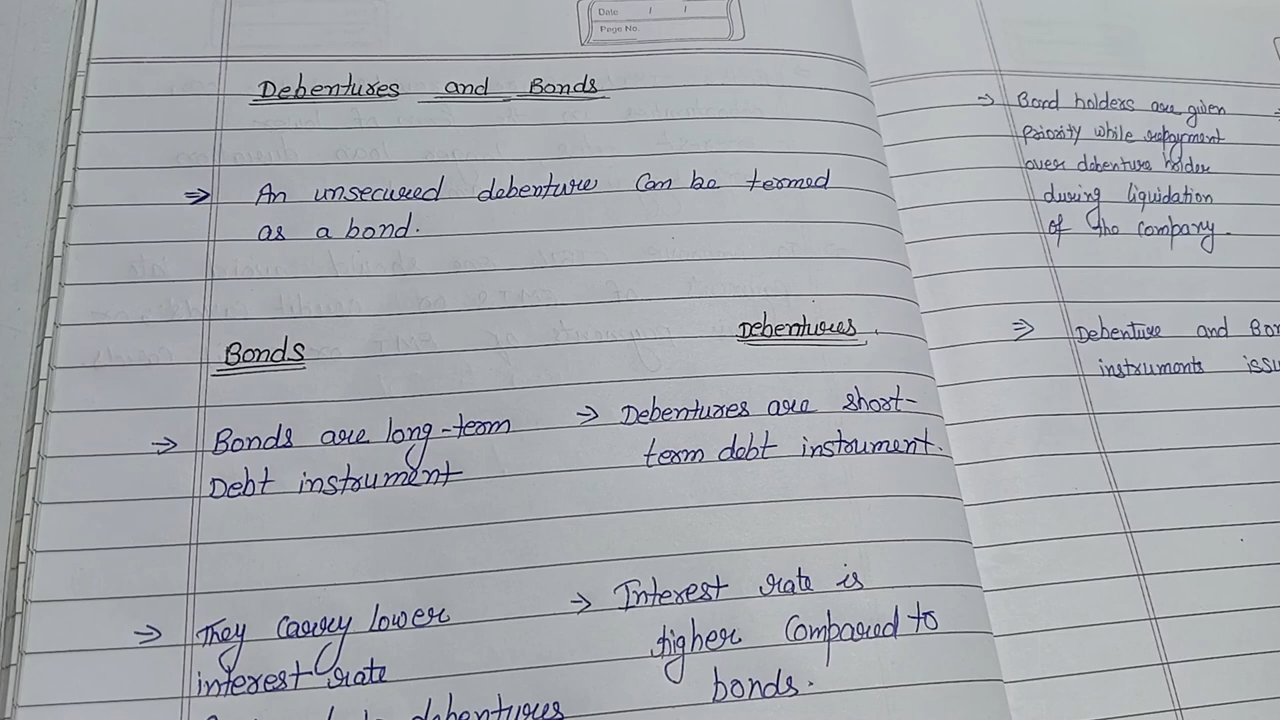 Date / /
Page No.
Debentures and Bonds
⇒ An unsecured debenture can be termed
as a bond.
Bonds
⇒ Bonds are long-term
Debt instrument
⇒ They carry lower
interest rate
debentures
Debentures.
→ Debentures are short-
term debt instrument.
→ Interest rate is
higher compared to
bonds.
→ Bond holders are given
priority while repayment
over debenture holder
during liquidation
of the company.
⇒ Debenture and
instruments